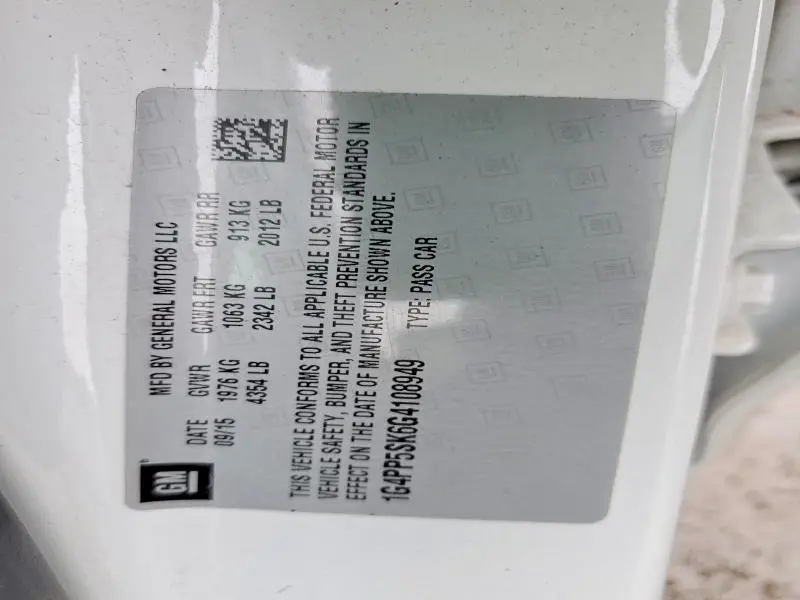 GM
MFD BY GENERAL MOTORS LLC
DATE GVWR GAWR FRT GAWR RR
09/15 1976 KG 1063 KG 913 KG
4354 LB 2342 LB 2012 LB
THIS VEHICLE CONFORMS TO ALL APPLICABLE U.S. FEDERAL MOTOR
VEHICLE SAFETY, BUMPER, AND THEFT PREVENTION STANDARDS IN
EFFECT ON THE DATE OF MANUFACTURE SHOWN ABOVE.
1G4PP5SK6G4108949 TYPE: PASS CAR